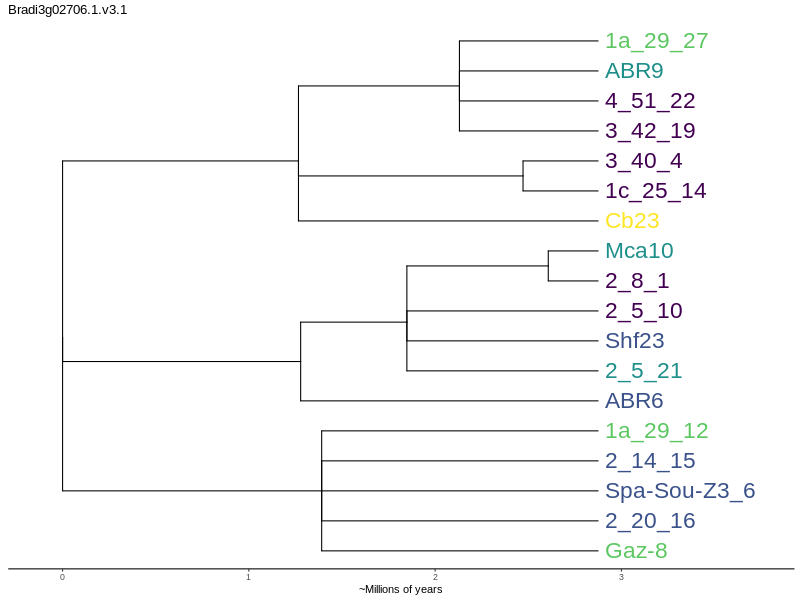 Bradi3g02706.1.v3.1
1a_29_27
ABR9
4_51_22
3_42_19
3_40_4
1c_25_14
Cb23
Mca10
2_8_1
2_5_10
Shf23
2_5_21
ABR6
1a_29_12
2_14_15
Spa-Sou-Z3_6
2_20_16
Gaz-8
0 1 2 3
~Millions of years